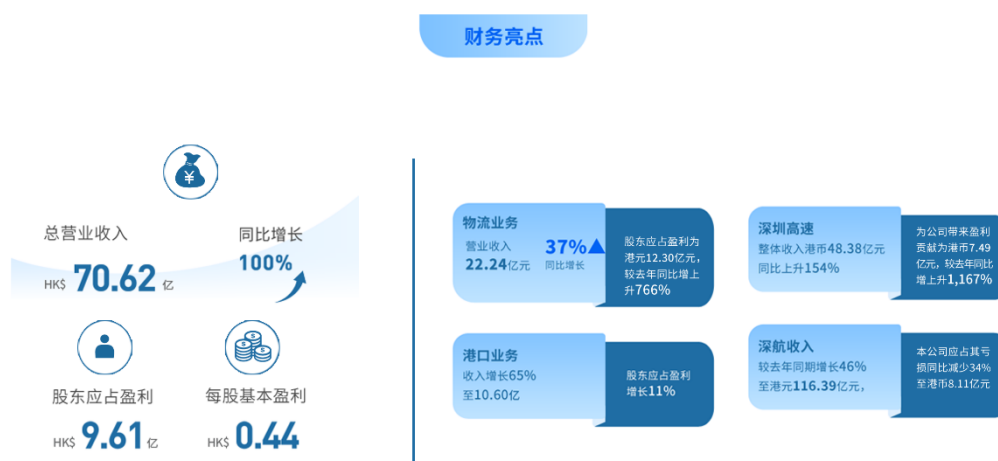 财务亮点
¥
总营业收入
HK$ 70.62 亿
同比增长
100%
股东应占盈利
HK$ 9.61 亿
每股基本盈利
HK$ 0.44
物流业务
营业收入
22.24亿元
37%▲
同比增长
股东应占盈利为
港元12.30亿元，
较去年同比增上
升766%
港口业务
收入增长65%
至10.60亿
股东应占盈利
增长11%
深圳高速
整体收入港币48.38亿元
同比上升154%
为公司带来盈利
贡献为港币7.49
亿元，较去年同比
增上升1,167%
深航收入
较去年同期增长46%
至港元116.39亿元，
本公司应占其亏
损同比减少34%
至港币8.11亿元